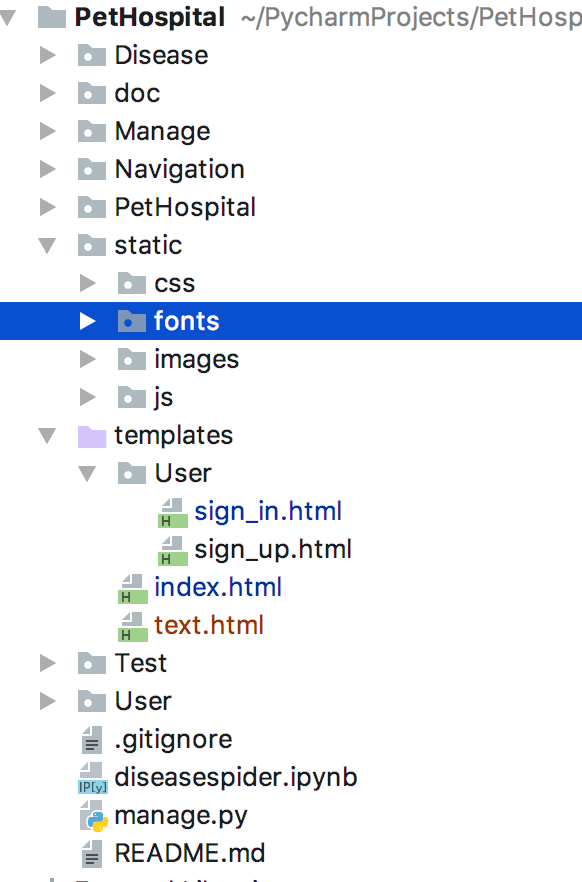 PetHospital ~/PycharmProjects/PetHosp
Disease
doc
Manage
Navigation
PetHospital
static
css
fonts
images
js
templates
User
H sign_in.html
H sign_up.html
H index.html
H text.html
Test
User
.gitignore
IP[y] diseasespider.ipynb
manage.py
README.md